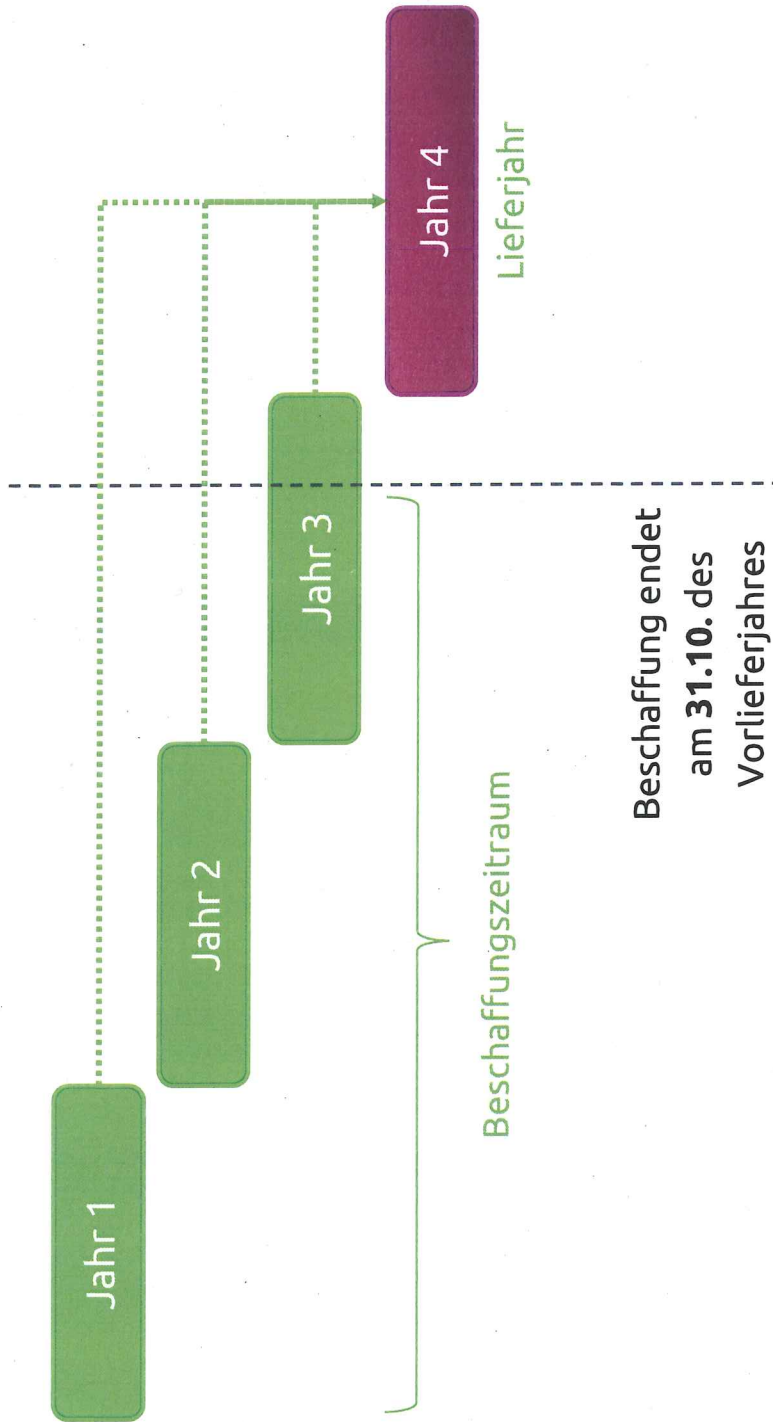 Jahr 1
Jahr 2
Jahr 3
Jahr 4
Lieferjahr
Beschaffungszeitraum
Beschaffung endet
am 31.10. des
Vorlieferjahres